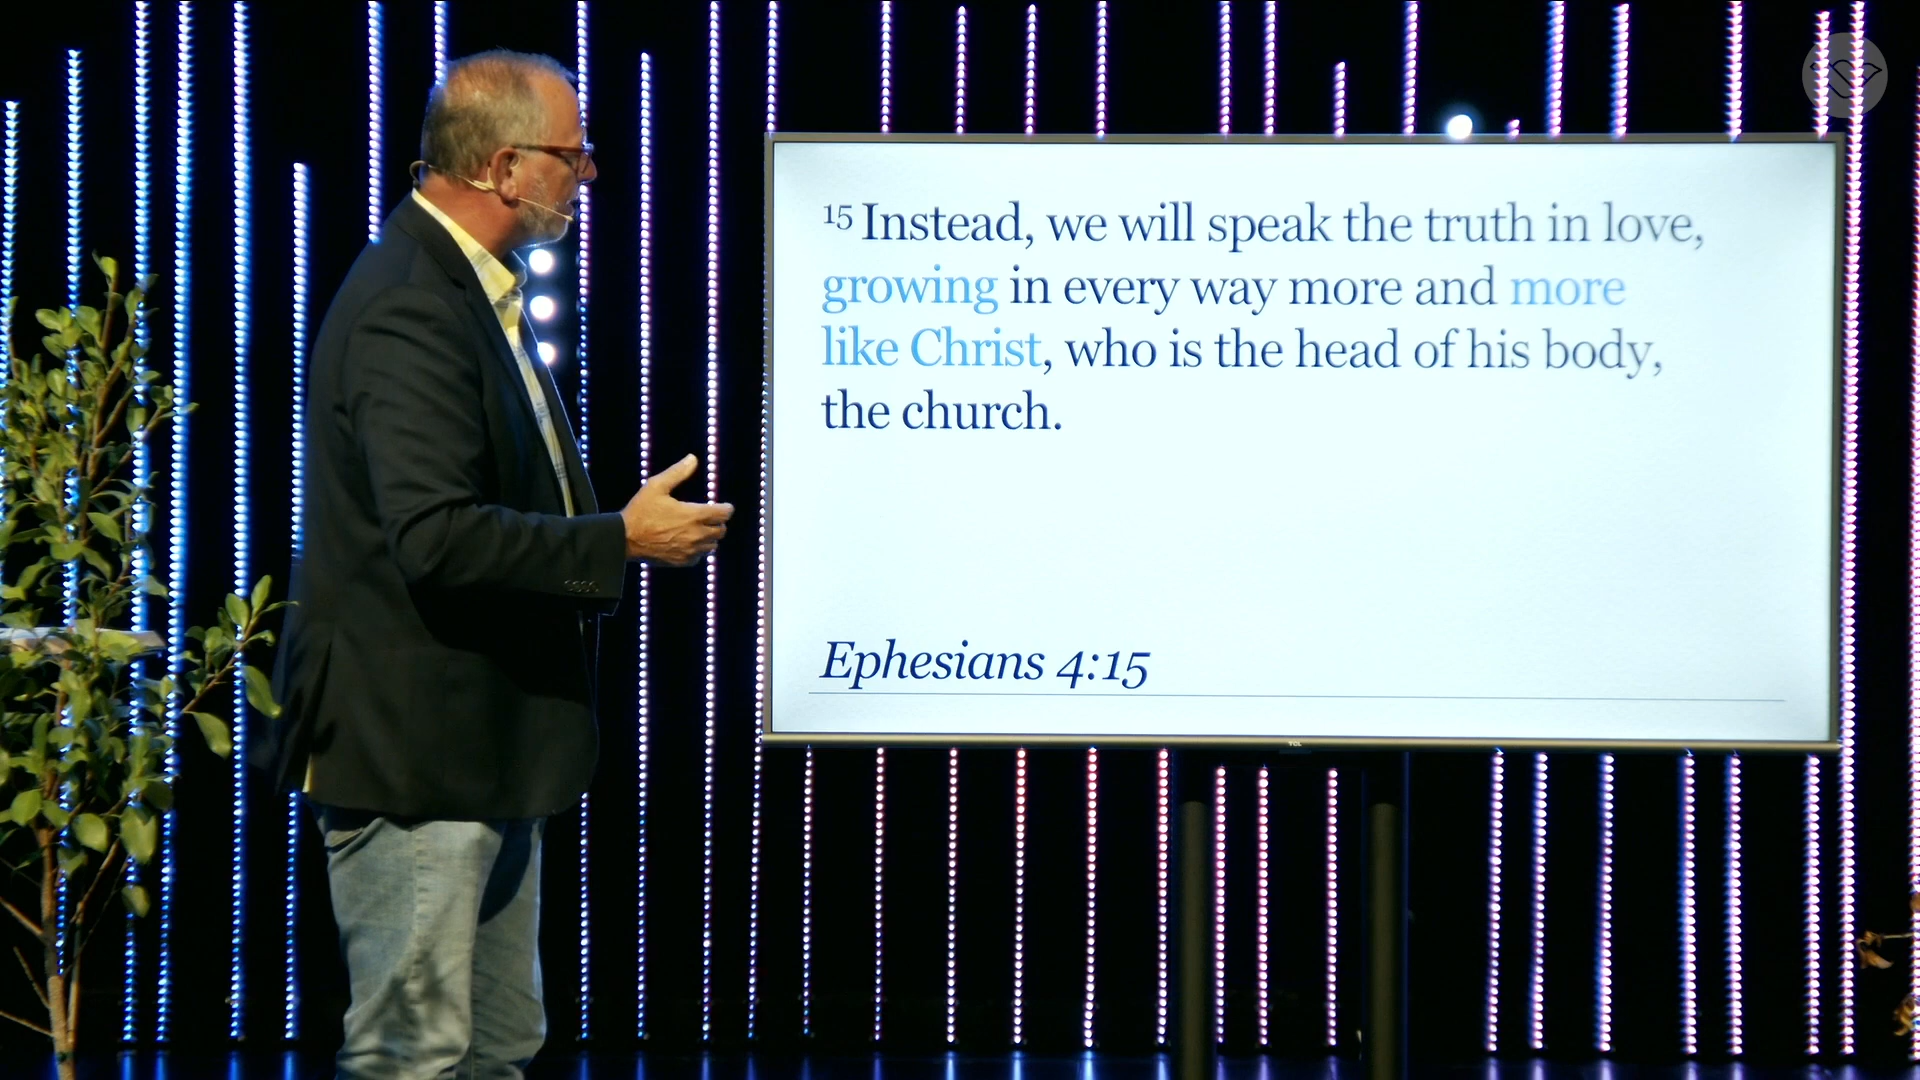 15 Instead, we will speak the truth in love,
growing in every way more and more
like Christ, who is the head of his body,
the church.
Ephesians 4:15
TCL